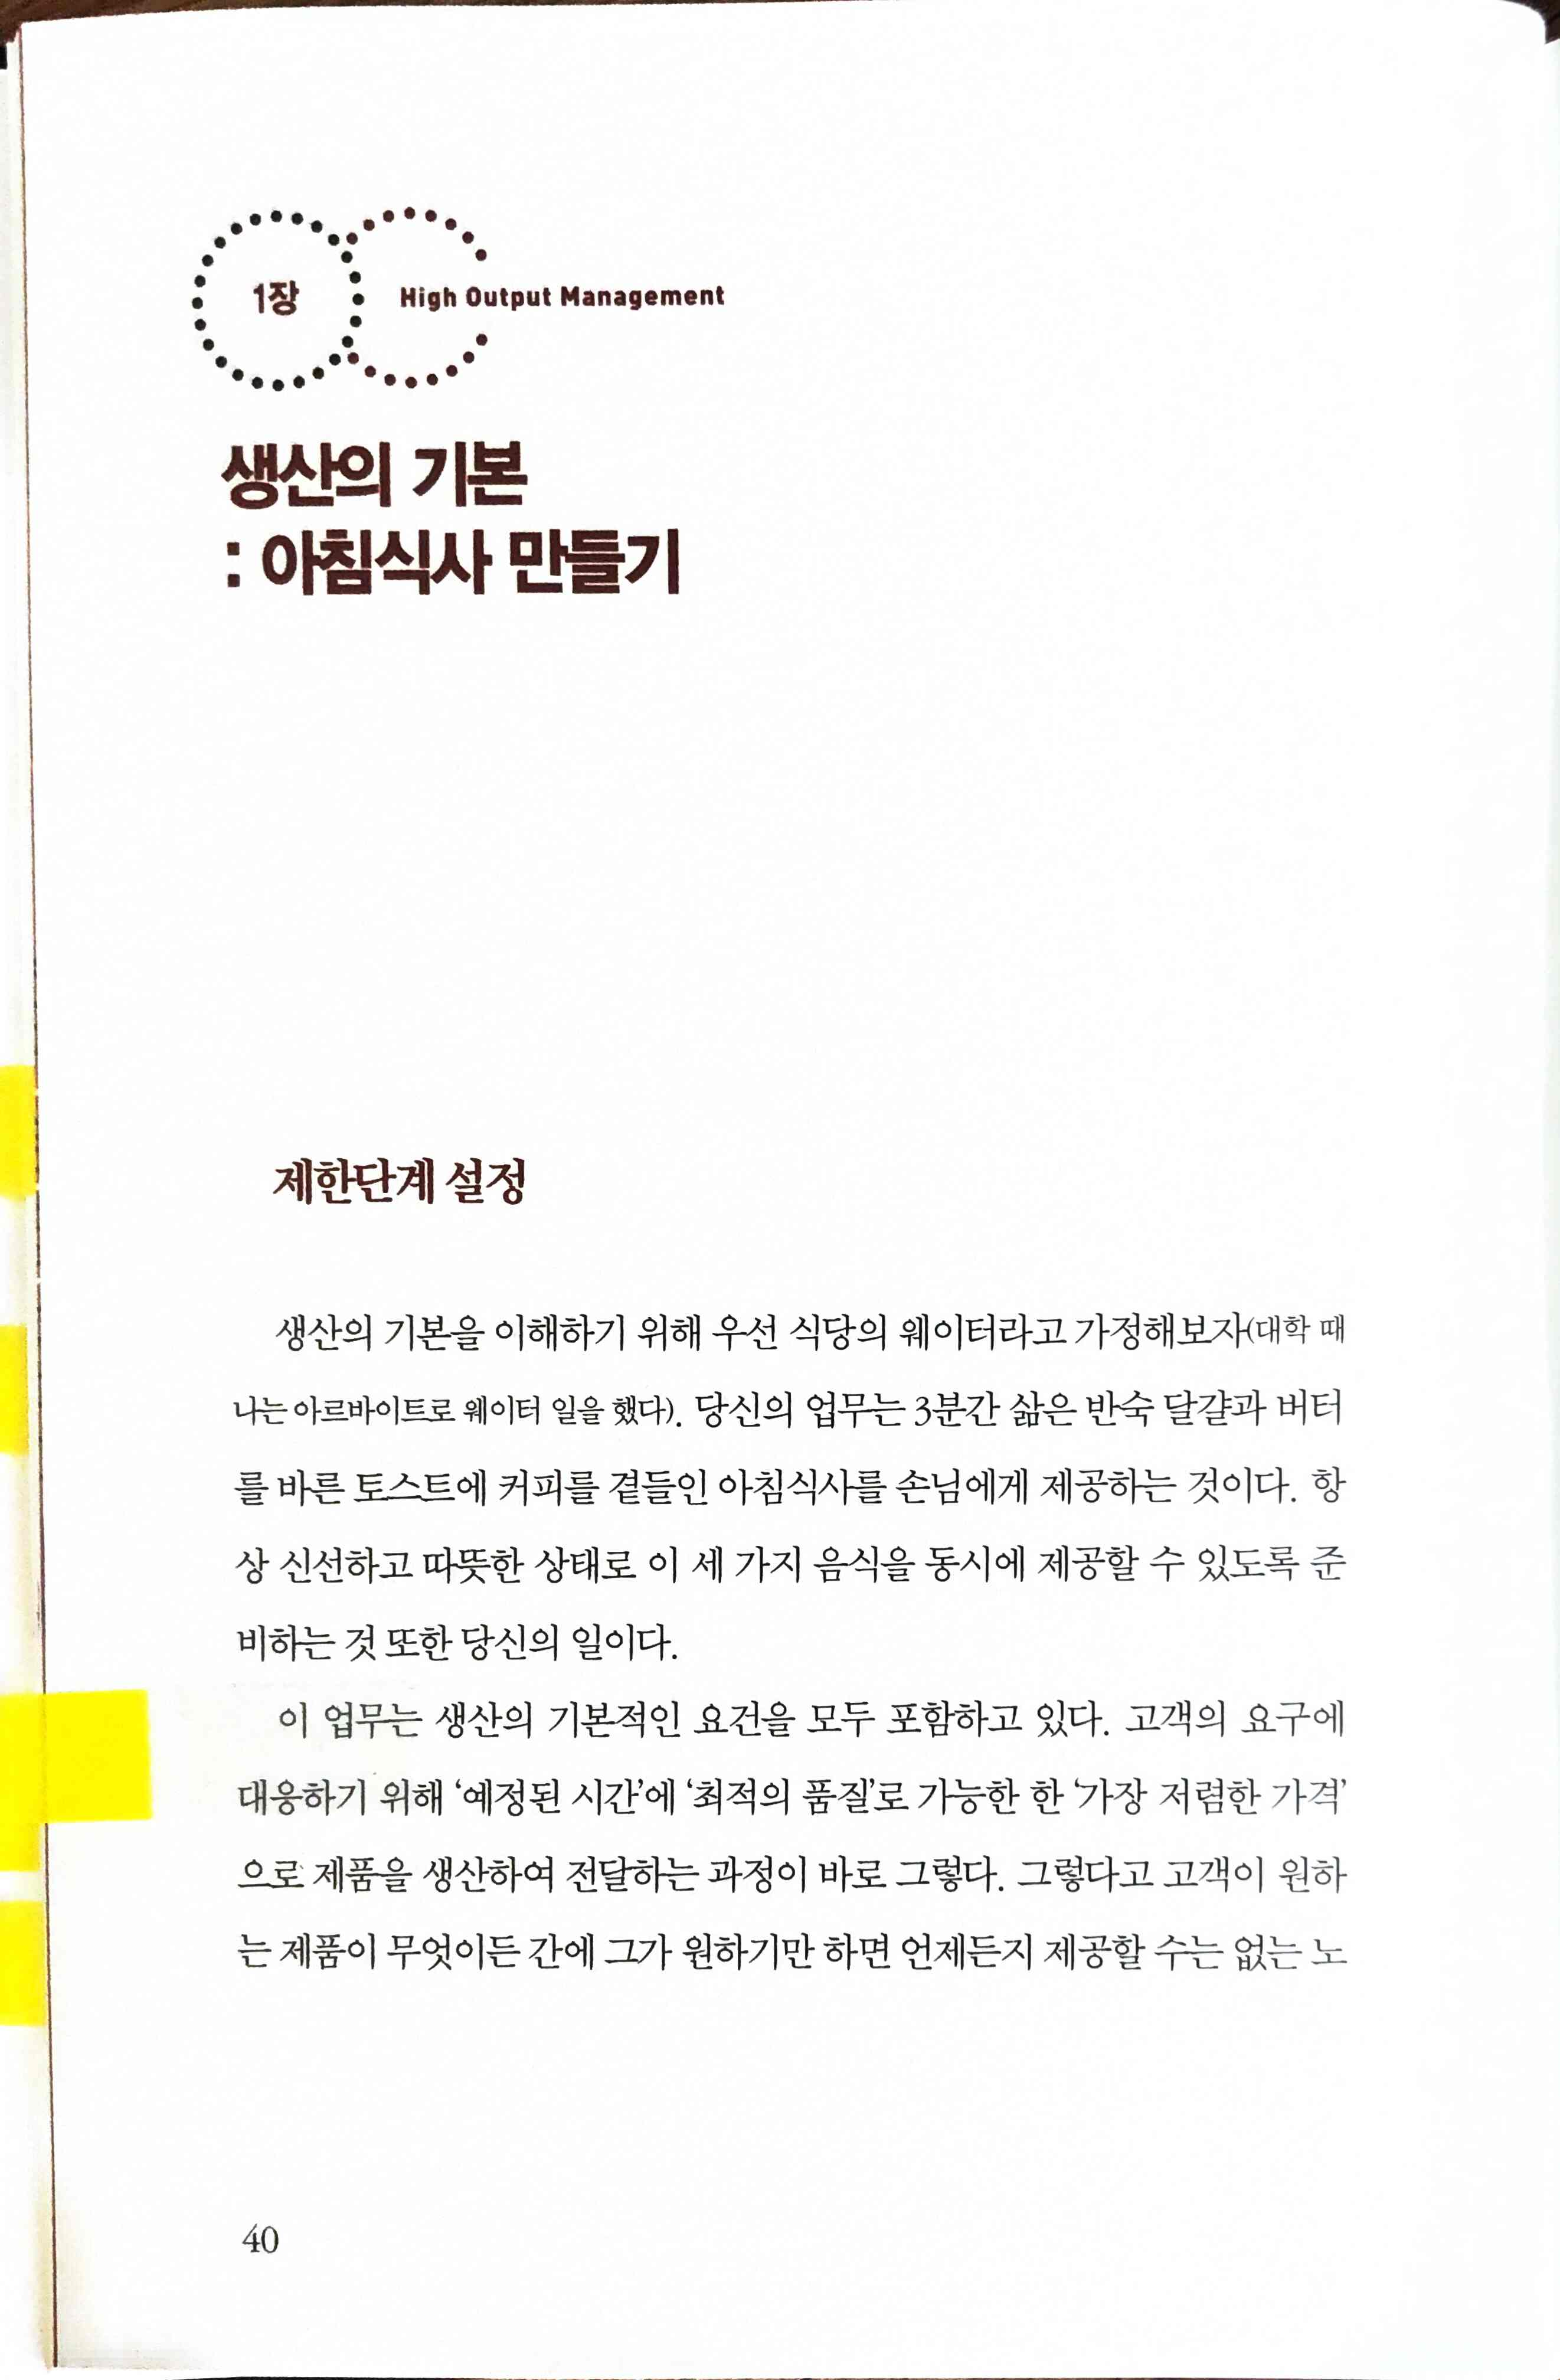 1장
High Output Management
생산의 기본
: 아침식사 만들기
제한단계 설정
생산의 기본을 이해하기 위해 우선 식당의 웨이터라고 가정해보자(대학 때
나는 아르바이트로 웨이터 일을 했다). 당신의 업무는 3분간 삶은 반숙 달걀과 버터
를 바른 토스트에 커피를 곁들인 아침식사를 손님에게 제공하는 것이다. 항
상 신선하고 따뜻한 상태로 이 세 가지 음식을 동시에 제공할 수 있도록 준
비하는 것 또한 당신의 일이다.
이 업무는 생산의 기본적인 요건을 모두 포함하고 있다. 고객의 요구에
대응하기 위해 ‘예정된 시간’에 ‘최적의 품질’로 가능한 한 ‘가장 저렴한 가격’
으로 제품을 생산하여 전달하는 과정이 바로 그렇다. 그렇다고 고객이 원하
는 제품이 무엇이든 간에 그가 원하기만 하면 언제든지 제공할 수는 없는 노
40